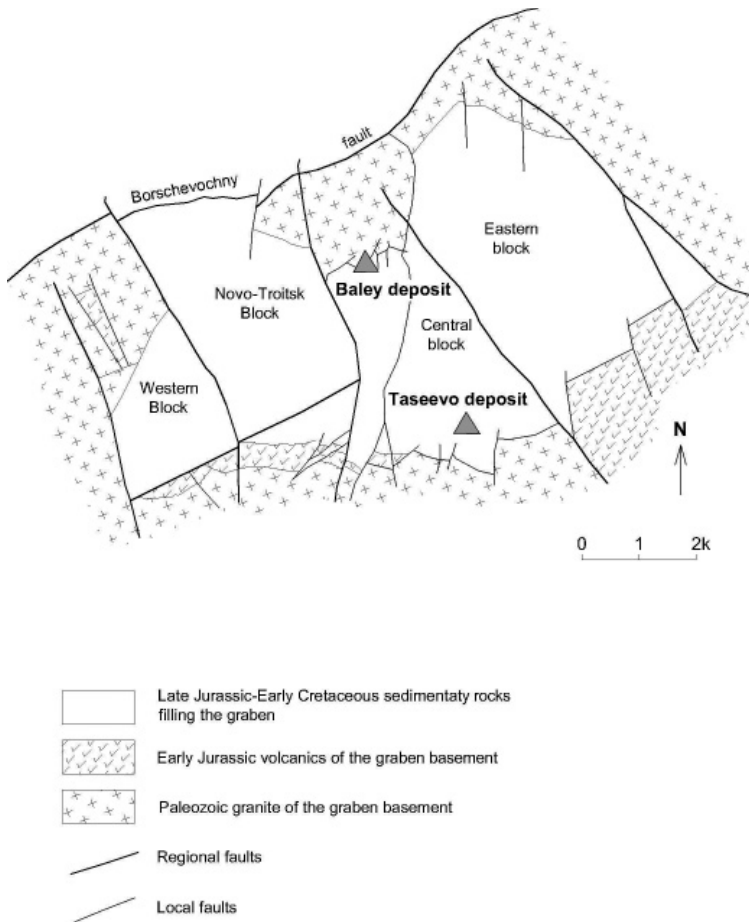 Borschevochny
fault
Eastern
block
Novo-Troitsk
Block
Baley deposit
Central
block
Western
Block
Taseevo deposit
N
0 1 2k
Late Jurassic-Early Cretaceous sedimentaty rocks
filling the graben
Early Jurassic volcanics of the graben basement
Paleozoic granite of the graben basement
Regional faults
Local faults